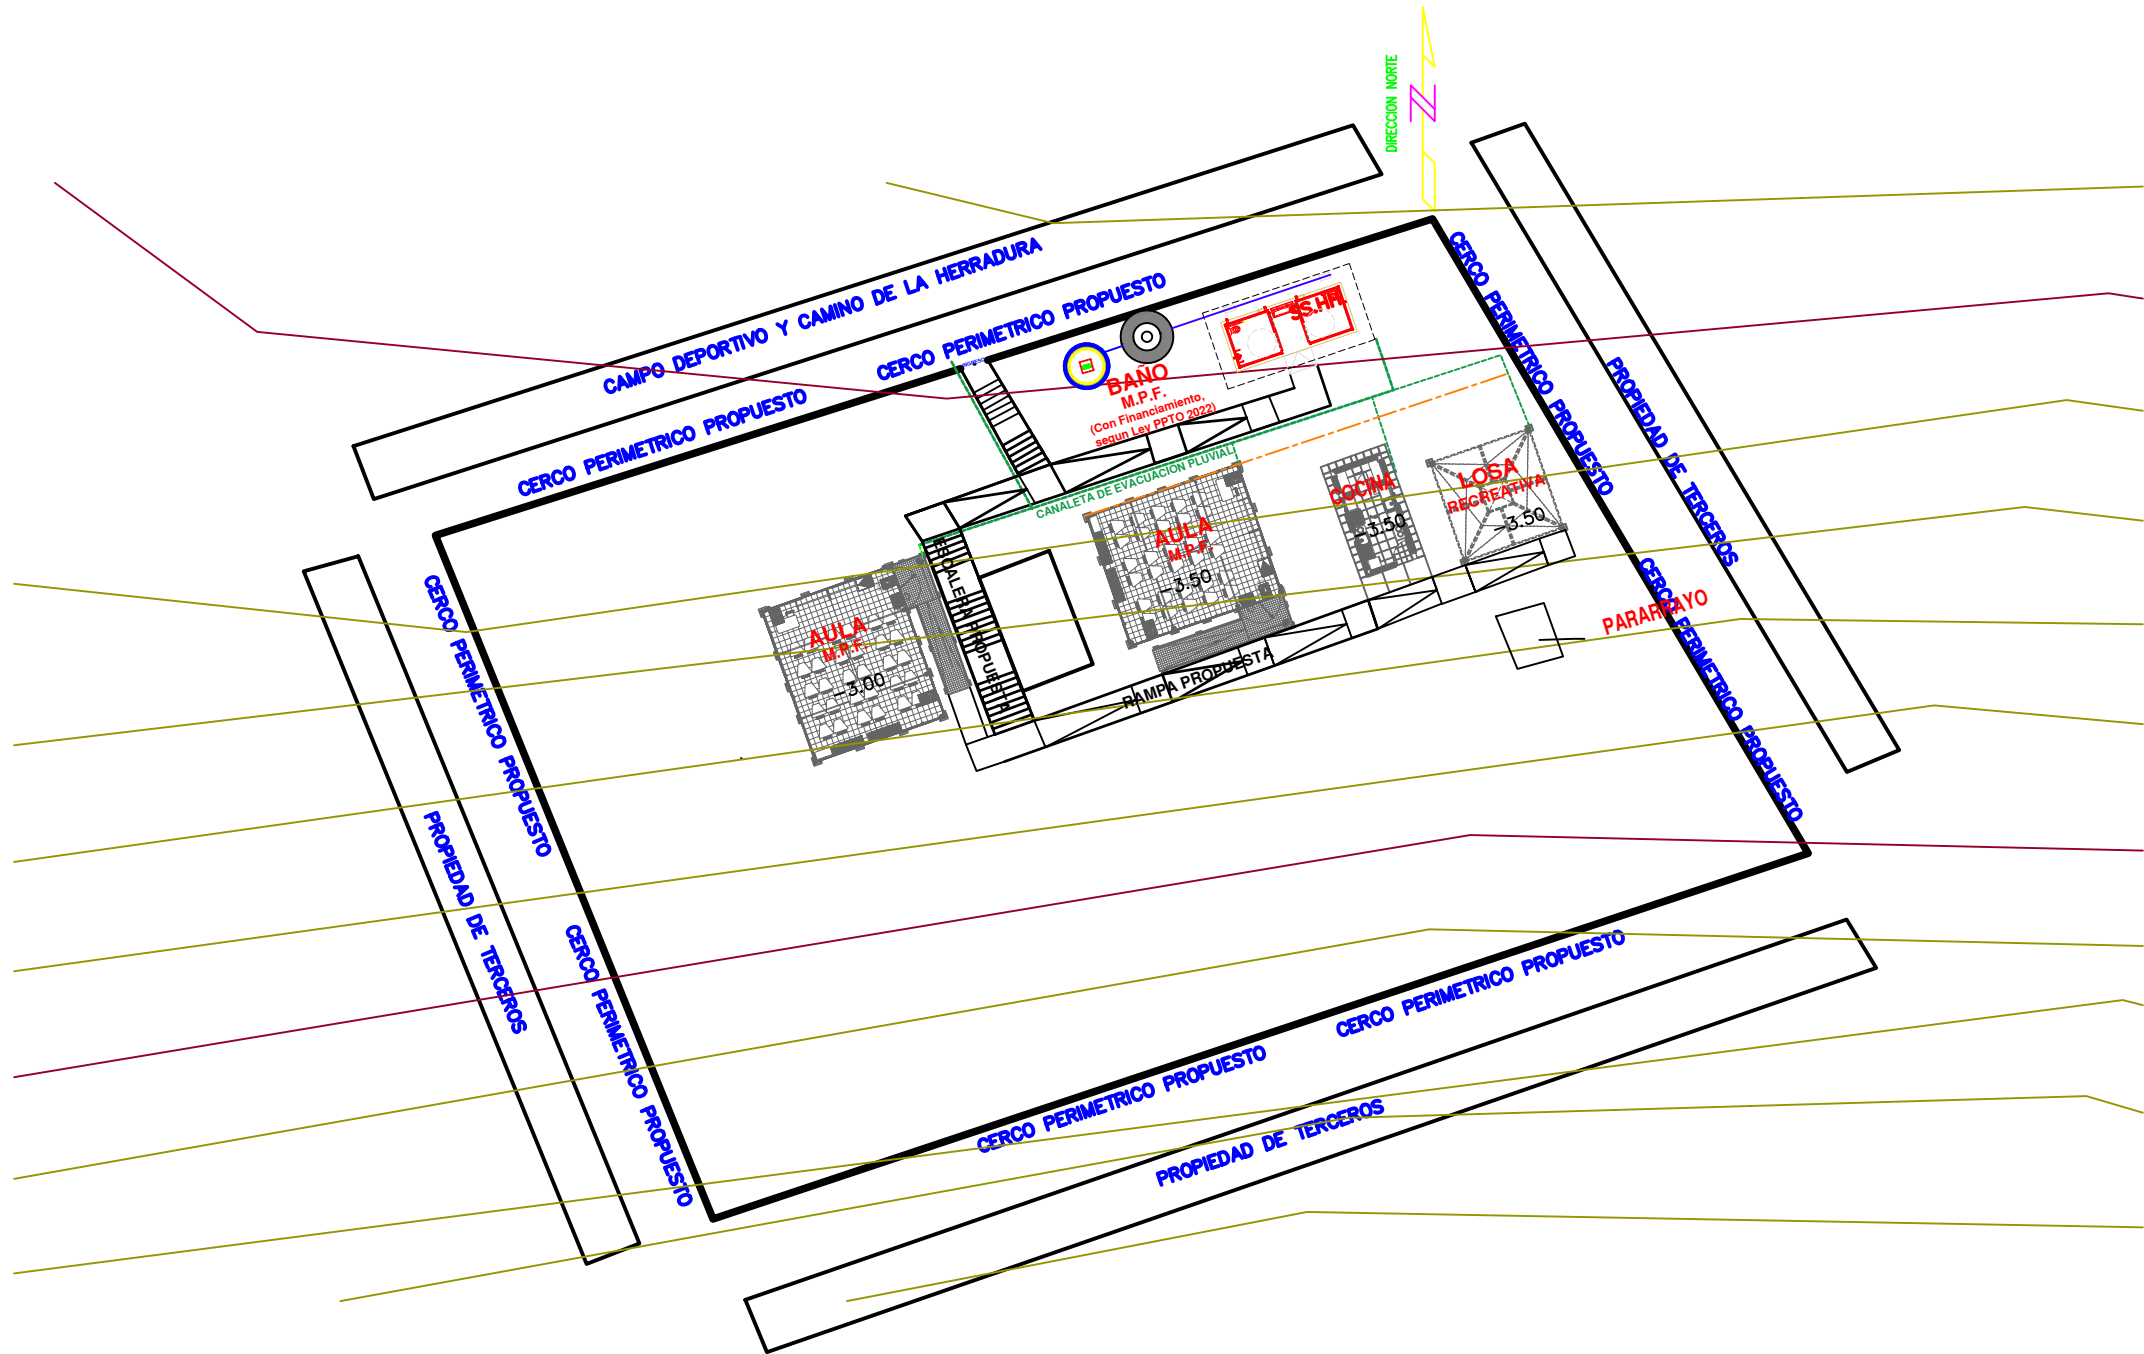 DIRECCION NORTE
N
CAMPO DEPORTIVO Y CAMINO DE LA HERRADURA
CERCO PERIMETRICO PROPUESTO
CERCO PERIMETRICO PROPUESTO
CERCO PERIMETRICO PROPUESTO
PROPIEDAD DE TERCEROS
CERCO PERIMETRICO PROPUESTO
SS.HH.
BAÑO
M.P.F.
(Con Financiamiento,
segun Ley PPTO 2022)
CANALETA DE EVACUACION PLUVIAL
AULA
M.P.F.
-3.50
COCINA
-3.50
LOSA
RECREATIVA
-3.50
PARARRAYO
ESCALERA PROPUESTA
AULA
M.P.F.
-3.00
RAMPA PROPUESTA
CERCO PERIMETRICO PROPUESTO
PROPIEDAD DE TERCEROS
CERCO PERIMETRICO PROPUESTO
CERCO PERIMETRICO PROPUESTO
CERCO PERIMETRICO PROPUESTO
PROPIEDAD DE TERCEROS